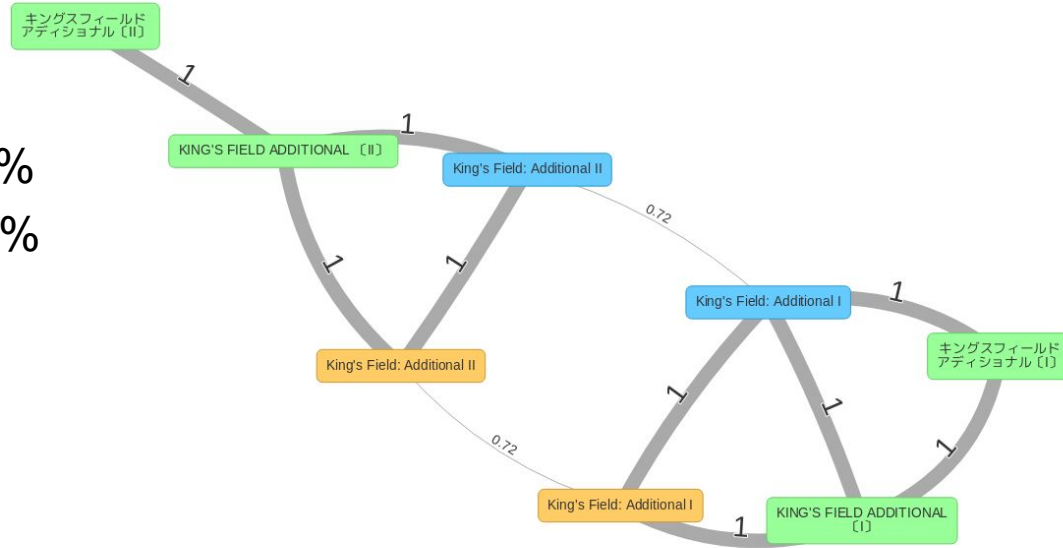 キングスフィールド
アディショナル〔II〕
1
1
KING'S FIELD ADDITIONAL 〔II〕
%
King's Field: Additional II
0.72
%
1
1
1
King's Field: Additional I
キングスフィールド
アディショナル〔I〕
King's Field: Additional II
1
1
0.72
1
King's Field: Additional I
KING'S FIELD ADDITIONAL
〔I〕
1